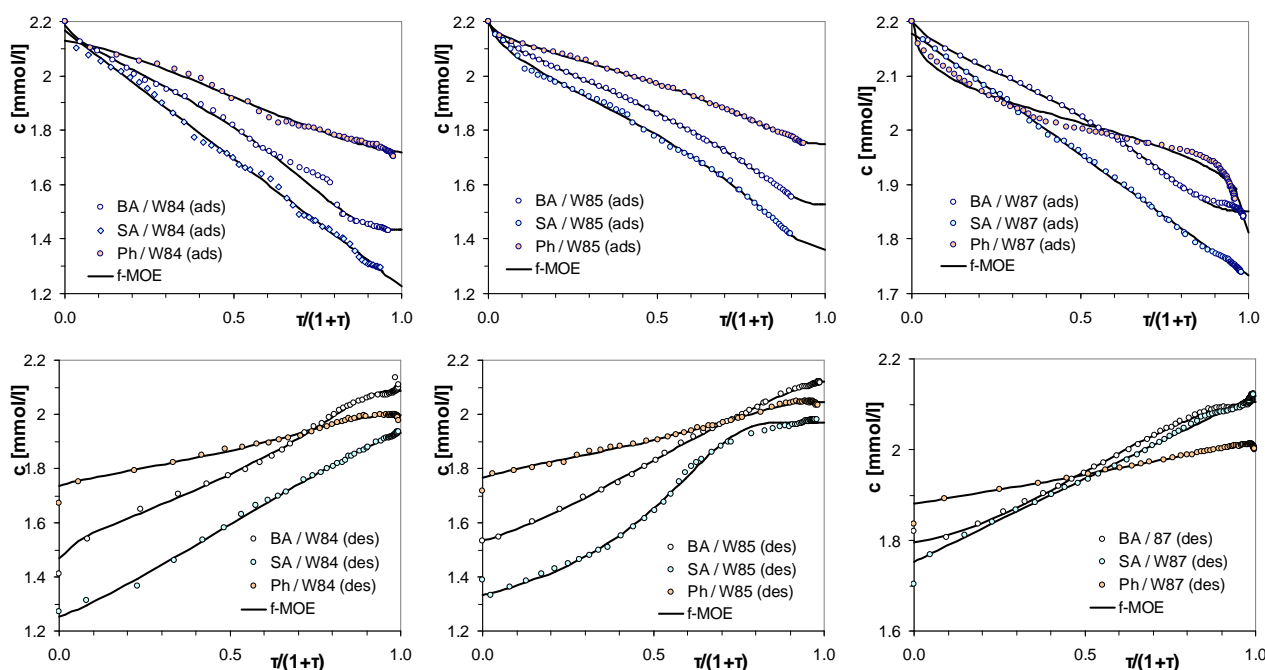 c [mmol/l]
2.2
2.0
1.8
1.6
1.4
1.2
BA / W84 (ads)
SA / W84 (ads)
Ph / W84 (ads)
f-MOE
0.0
0.5
1.0
τ/(1+τ)
c [mmol/l]
2.2
2.0
1.8
1.6
1.4
1.2
BA / W85 (ads)
SA / W85 (ads)
Ph / W85 (ads)
f-MOE
0.0
0.5
1.0
τ/(1+τ)
c [mmol/l]
2.2
2.1
2.0
1.9
1.8
1.7
BA / W87 (ads)
SA / W87 (ads)
Ph / W87 (ads)
f-MOE
0.0
0.5
1.0
τ/(1+τ)
c [mmol/l]
2.2
2.0
1.8
1.6
1.4
1.2
BA / W84 (des)
SA / W84 (des)
Ph / W84 (des)
f-MOE
0.0
0.5
1.0
τ/(1+τ)
c [mmol/l]
2.2
2.0
1.8
1.6
1.4
1.2
BA / W85 (des)
SA / W85 (des)
Ph / W85 (des)
f-MOE
0.0
0.5
1.0
τ/(1+τ)
c [mmol/l]
2.2
2.0
1.8
1.6
BA / 87 (des)
SA / W87 (des)
Ph / W87 (des)
f-MOE
0.0
0.5
1.0
τ/(1+τ)